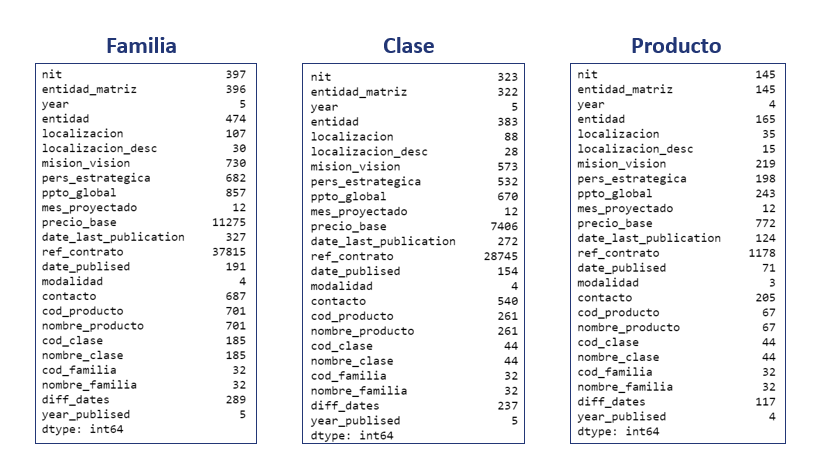 Familia
nit 397
entidad_matriz 396
year 5
entidad 474
localizacion 107
localizacion_desc 30
mision_vision 730
pers_estrategica 682
ppto_global 857
mes_proyectado 12
precio_base 11275
date_last_publication 327
ref_contrato 37815
date_publised 191
modalidad 4
contacto 687
cod_producto 701
nombre_producto 701
cod_clase 185
nombre_clase 185
cod_familia 32
nombre_familia 32
diff_dates 289
year_publised 5
dtype: int64
Clase
nit 323
entidad_matriz 322
year 5
entidad 383
localizacion 88
localizacion_desc 28
mision_vision 573
pers_estrategica 532
ppto_global 670
mes_proyectado 12
precio_base 7406
date_last_publication 272
ref_contrato 28745
date_publised 154
modalidad 4
contacto 540
cod_producto 261
nombre_producto 261
cod_clase 44
nombre_clase 44
cod_familia 32
nombre_familia 32
diff_dates 237
year_publised 5
dtype: int64
Producto
nit 145
entidad_matriz 145
year 4
entidad 165
localizacion 35
localizacion_desc 15
mision_vision 219
pers_estrategica 198
ppto_global 243
mes_proyectado 12
precio_base 772
date_last_publication 124
ref_contrato 1178
date_publised 71
modalidad 3
contacto 205
cod_producto 67
nombre_producto 67
cod_clase 44
nombre_clase 44
cod_familia 32
nombre_familia 32
diff_dates 117
year_publised 4
dtype: int64